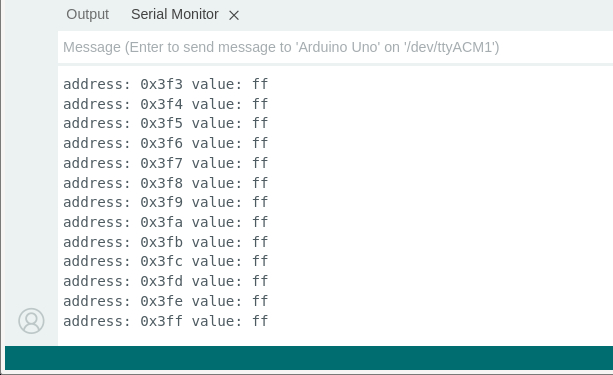 Output Serial Monitor
Message (Enter to send message to 'Arduino Uno' on '/dev/ttyACM1')
address: 0x3f3 value: ff
address: 0x3f4 value: ff
address: 0x3f5 value: ff
address: 0x3f6 value: ff
address: 0x3f7 value: ff
address: 0x3f8 value: ff
address: 0x3f9 value: ff
address: 0x3fa value: ff
address: 0x3fb value: ff
address: 0x3fc value: ff
address: 0x3fd value: ff
address: 0x3fe value: ff
address: 0x3ff value: ff